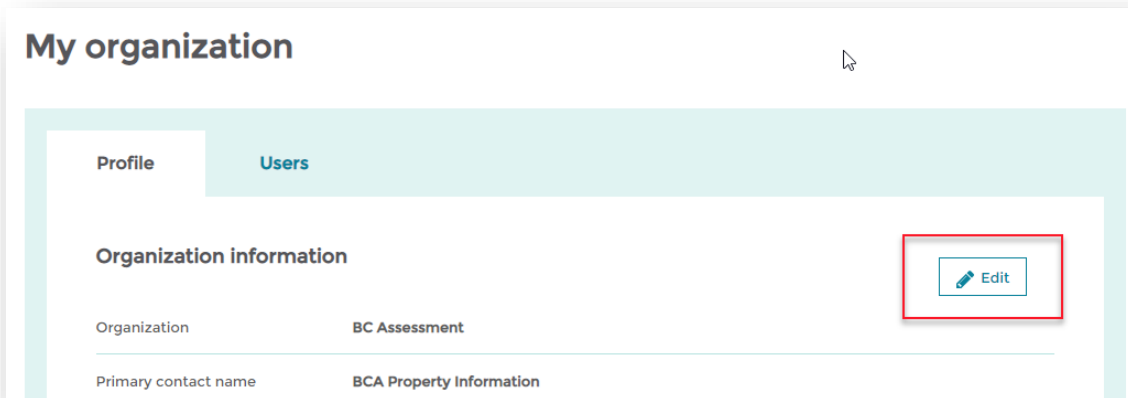 My organization
Profile Users
Organization information
Edit
Organization BC Assessment
Primary contact name BCA Property Information